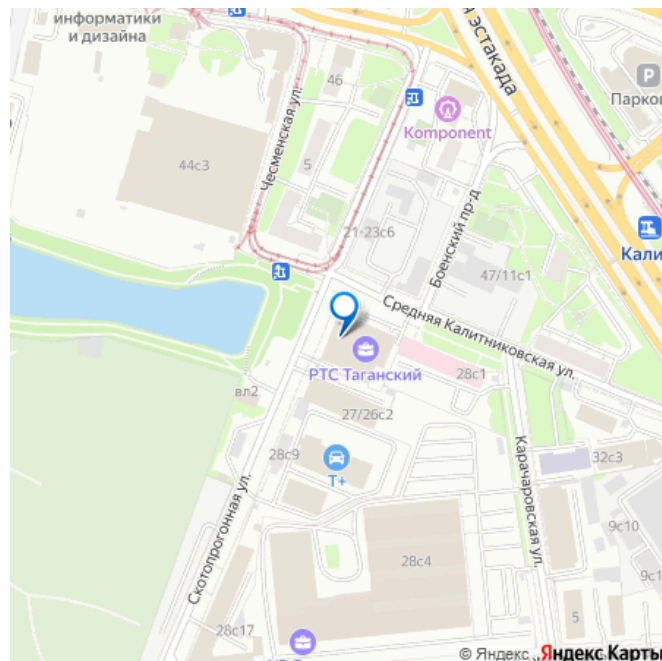 информатики
и дизайна
46
эстакада
Парков
Komponent
Чесменская ул.
5
44с3
21-23с6
Боенский пр-д
47/11с1
Кали
Средняя Калитниковская ул.
РТС Таганский
28с1
вл2
27/26с2
28с9
T+
Карачаровская ул.
32с3
Скотопрогонная ул.
9с10
28с4
9с1
5
28с17
© Яндекс Яндекс Карты